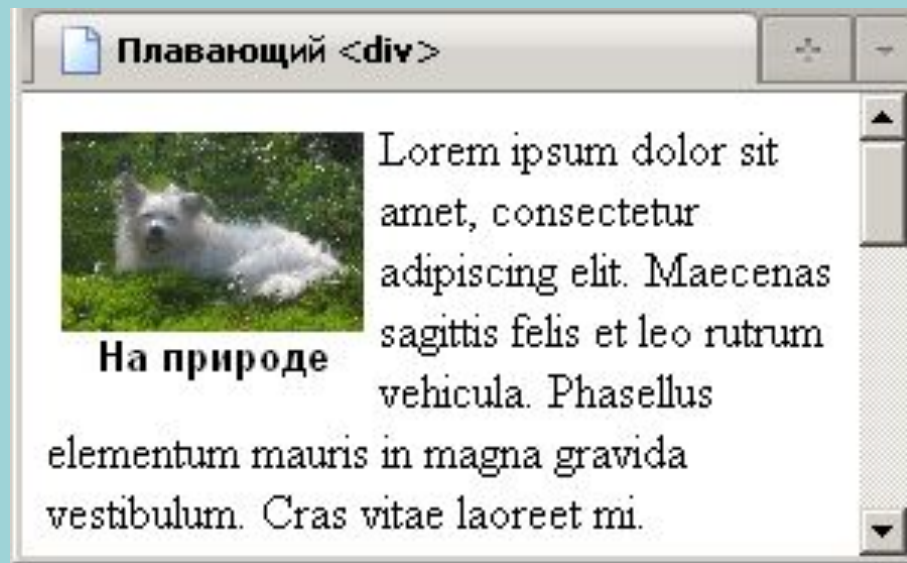 Плавающий <div>
Lorem ipsum dolor sit
amet, consectetur
adipiscing elit. Maecenas
sagittis felis et leo rutrum
vehicula. Phasellus
На природе
elementum mauris in magna gravida
vestibulum. Cras vitae laoreet mi.